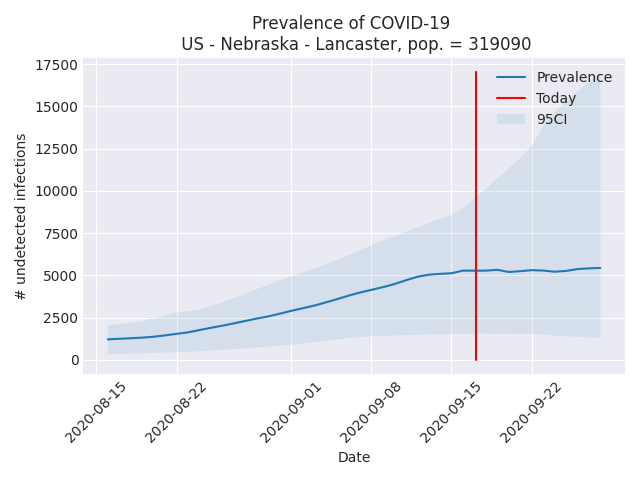 Prevalence of COVID-19
US - Nebraska - Lancaster, pop. = 319090
17500
15000
12500
10000
7500
5000
2500
0
# undetected infections
Prevalence
Today
95CI
2020-08-15
2020-08-22
2020-09-01
2020-09-08
2020-09-15
2020-09-22
Date